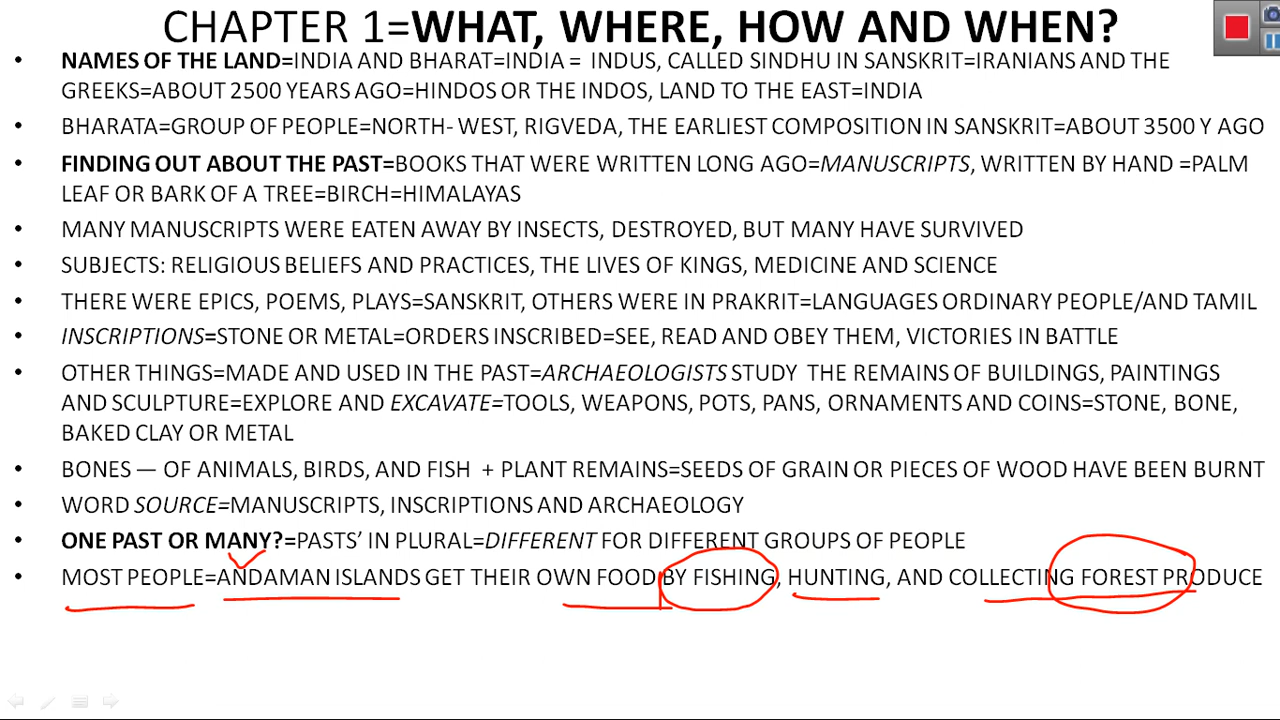 CHAPTER 1=WHAT, WHERE, HOW AND WHEN?
• NAMES OF THE LAND=INDIA AND BHARAT=INDIA = INDUS, CALLED SINDHU IN SANSKRIT=IRANIANS AND THE
GREEKS=ABOUT 2500 YEARS AGO=HINDOS OR THE INDOS, LAND TO THE EAST=INDIA
• BHARATA=GROUP OF PEOPLE=NORTH- WEST, RIGVEDA, THE EARLIEST COMPOSITION IN SANSKRIT=ABOUT 3500 Y AGO
• FINDING OUT ABOUT THE PAST=BOOKS THAT WERE WRITTEN LONG AGO=MANUSCRIPTS, WRITTEN BY HAND =PALM
LEAF OR BARK OF A TREE=BIRCH=HIMALAYAS
• MANY MANUSCRIPTS WERE EATEN AWAY BY INSECTS, DESTROYED, BUT MANY HAVE SURVIVED
• SUBJECTS: RELIGIOUS BELIEFS AND PRACTICES, THE LIVES OF KINGS, MEDICINE AND SCIENCE
• THERE WERE EPICS, POEMS, PLAYS=SANSKRIT, OTHERS WERE IN PRAKRIT=LANGUAGES ORDINARY PEOPLE/AND TAMIL
• INSCRIPTIONS=STONE OR METAL=ORDERS INSCRIBED=SEE, READ AND OBEY THEM, VICTORIES IN BATTLE
• OTHER THINGS=MADE AND USED IN THE PAST=ARCHAEOLOGISTS STUDY THE REMAINS OF BUILDINGS, PAINTINGS
AND SCULPTURE=EXPLORE AND EXCAVATE=TOOLS, WEAPONS, POTS, PANS, ORNAMENTS AND COINS=STONE, BONE,
BAKED CLAY OR METAL
• BONES — OF ANIMALS, BIRDS, AND FISH + PLANT REMAINS=SEEDS OF GRAIN OR PIECES OF WOOD HAVE BEEN BURNT
• WORD SOURCE=MANUSCRIPTS, INSCRIPTIONS AND ARCHAEOLOGY
• ONE PAST OR MANY?=PASTS’ IN PLURAL=DIFFERENT FOR DIFFERENT GROUPS OF PEOPLE
• MOST PEOPLE=ANDAMAN ISLANDS GET THEIR OWN FOOD BY FISHING, HUNTING, AND COLLECTING FOREST PRODUCE